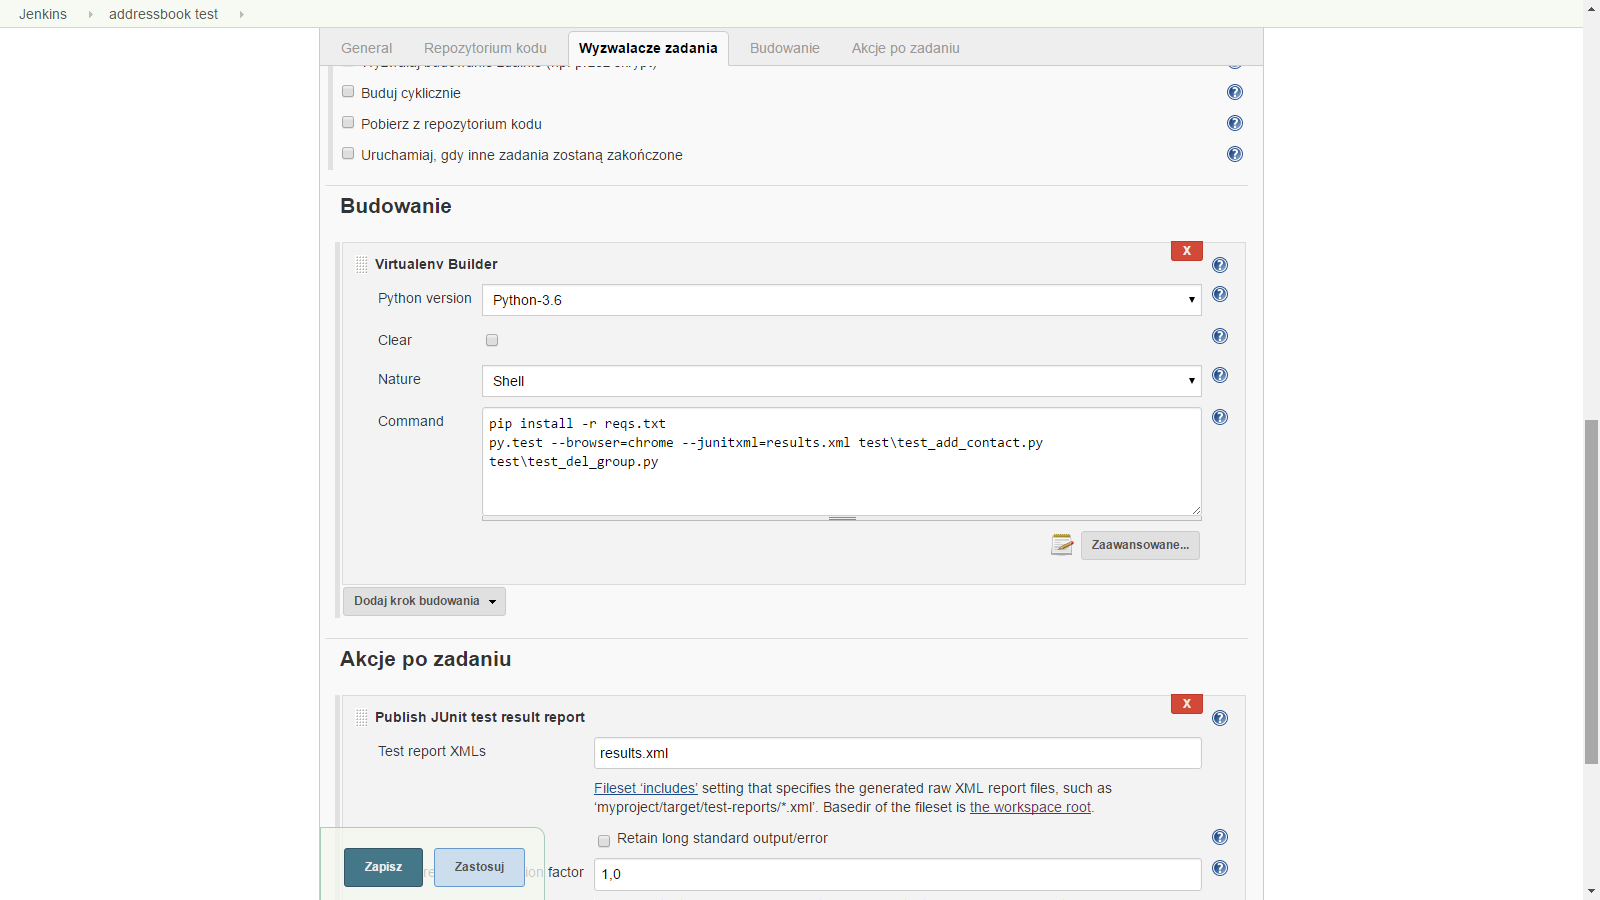 Jenkins addressbook test
General Repozytorium kodu Wyzwalacze zadania Budowanie Akcje po zadaniu
Buduj cyklicznie
Pobierz z repozytorium kodu
Uruchamiaj, gdy inne zadania zostaną zakończone
Budowanie
X
Virtualenv Builder
Python version Python-3.6
Clear
Nature Shell
Command
pip install -r reqs.txt
py.test --browser=chrome --junitxml=results.xml test\test_add_contact.py
test\test_del_group.py
Zaawansowane...
Dodaj krok budowania
Akcje po zadaniu
X
Publish JUnit test result report
Test report XMLs results.xml
Fileset ‘includes’ setting that specifies the generated raw XML report files, such as
‘myproject/target/test-reports/*.xml’. Basedir of the fileset is the workspace root.
Retain long standard output/error
Zapisz Zastosuj factor 1,0